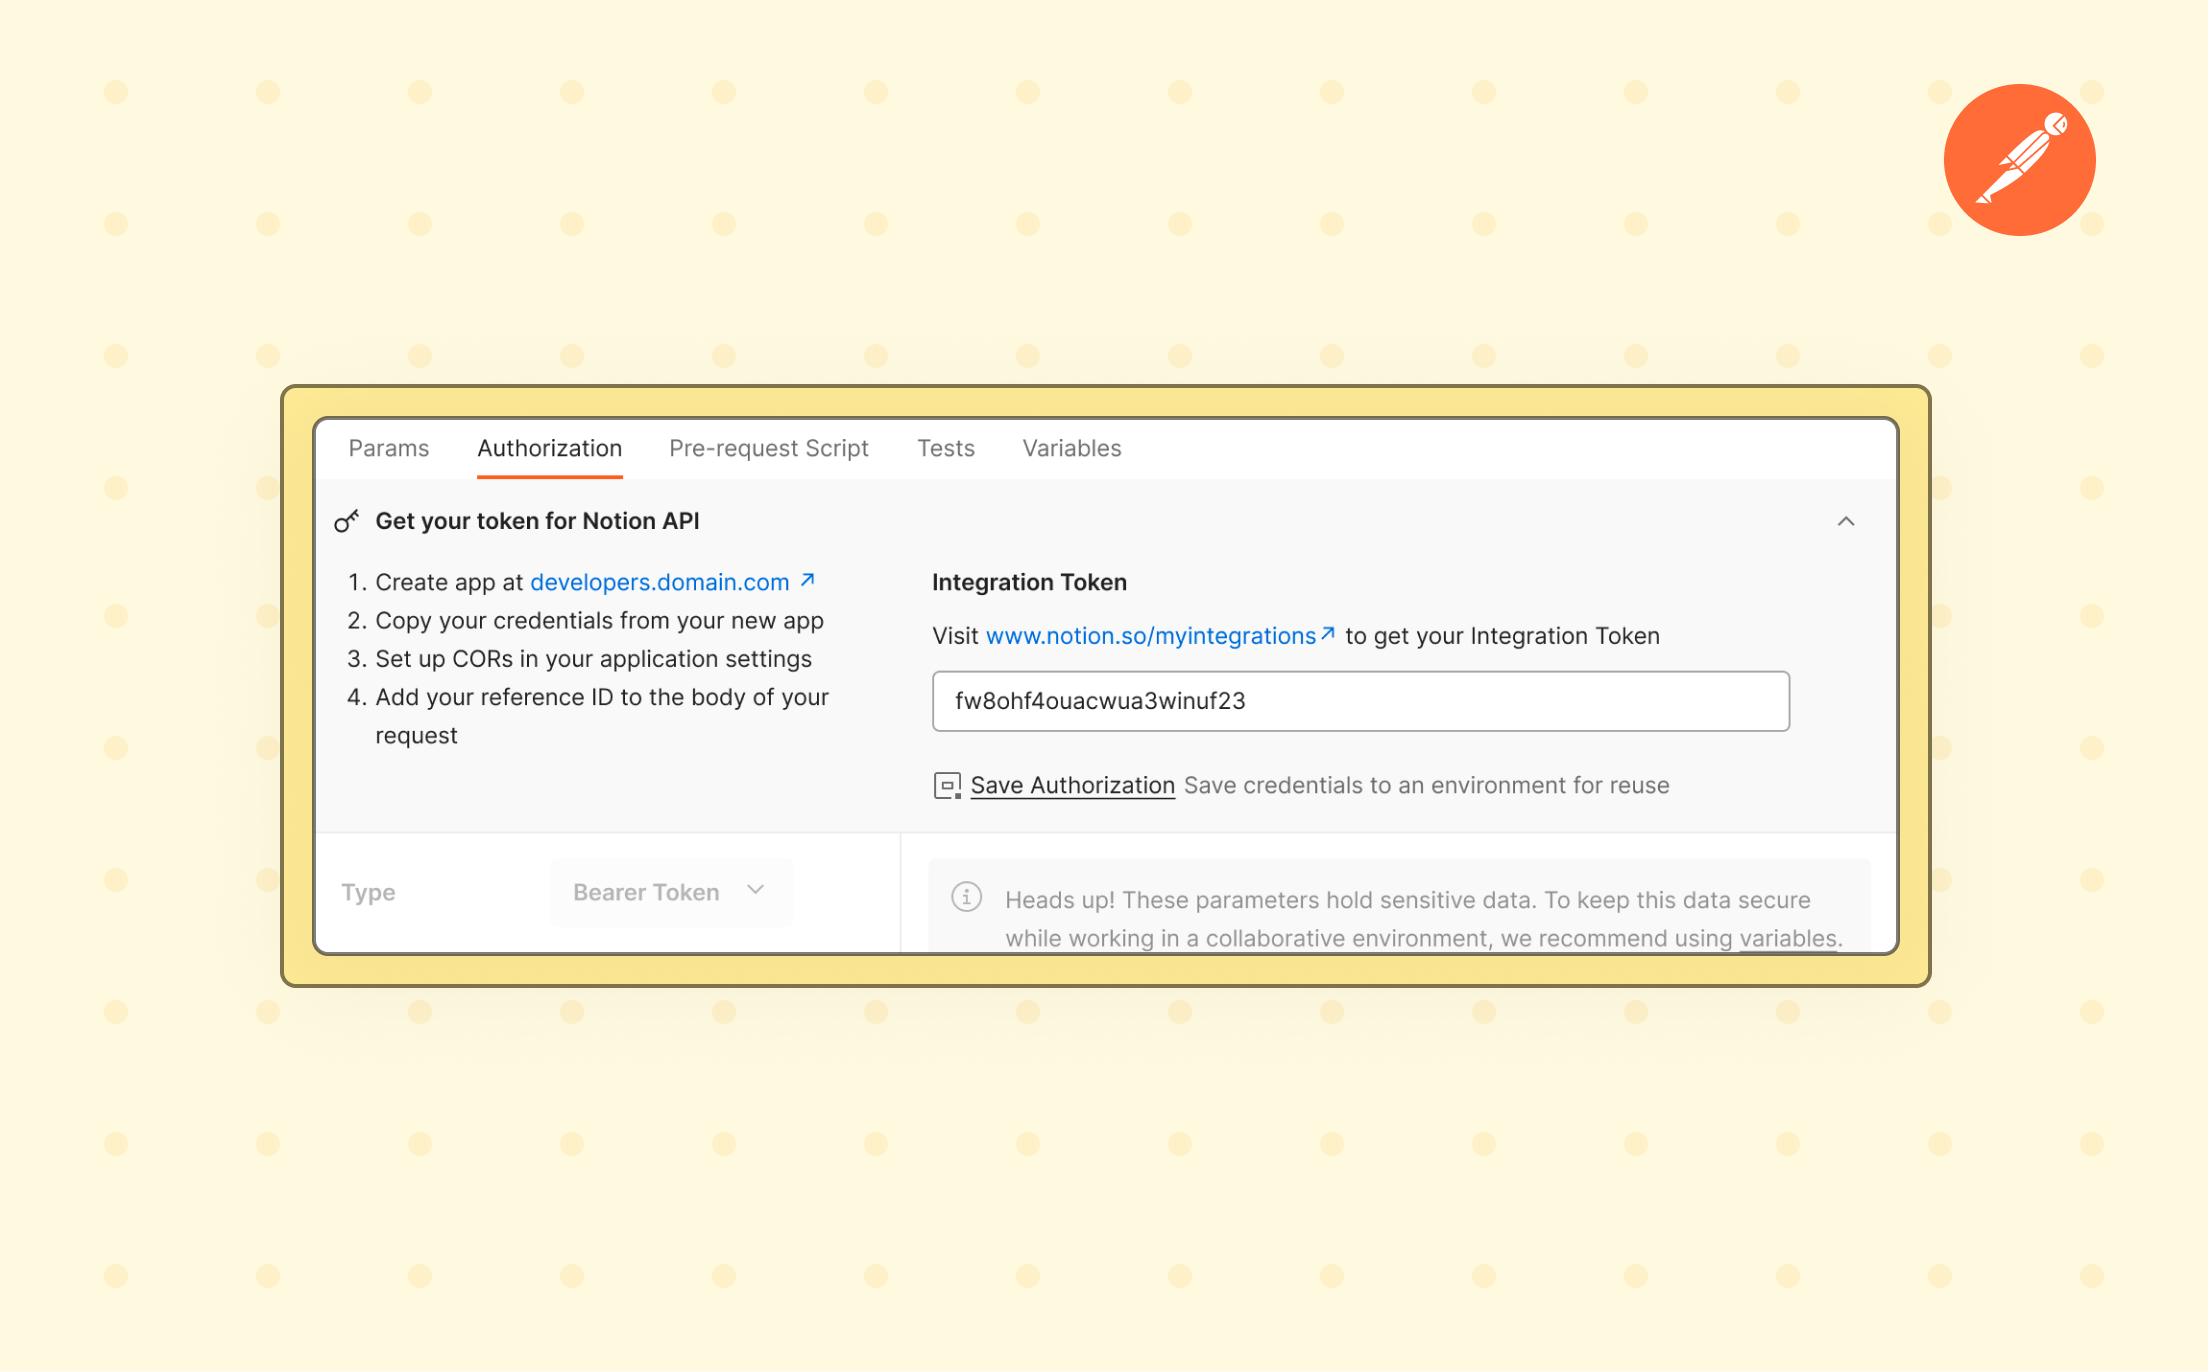 Params Authorization Pre-request Script Tests Variables
Get your token for Notion API
1. Create app at developers.domain.com ↗
2. Copy your credentials from your new app
3. Set up CORs in your application settings
4. Add your reference ID to the body of your
request
Integration Token
Visit www.notion.so/myintegrations↗ to get your Integration Token
fw8ohf4ouacwua3winuf23
Save Authorization Save credentials to an environment for reuse
Type Bearer Token
Heads up! These parameters hold sensitive data. To keep this data secure
while working in a collaborative environment, we recommend using variables.